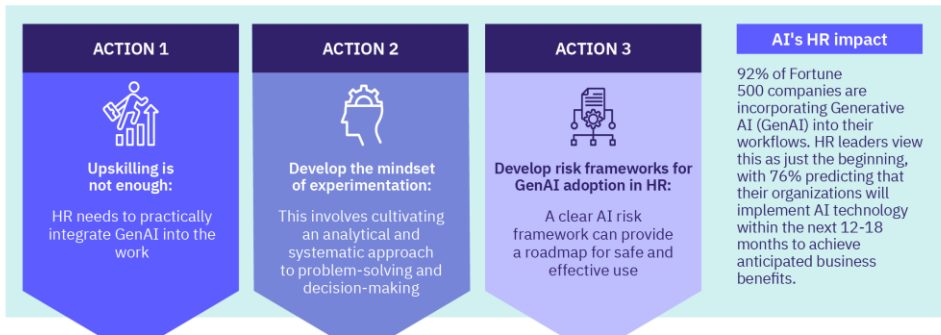 ACTION 1
Upskilling is
not enough:
HR needs to practically
integrate GenAI into the
work
ACTION 2
Develop the mindset
of experimentation:
This involves cultivating
an analytical and
systematic approach
to problem-solving and
decision-making
ACTION 3
Develop risk frameworks for
GenAI adoption in HR:
A clear AI risk
framework can provide
a roadmap for safe and
effective use
AI's HR impact
92% of Fortune
500 companies are
incorporating Generative
AI (GenAI) into their
workflows. HR leaders view
this as just the beginning,
with 76% predicting that
their organizations will
implement AI technology
within the next 12-18
months to achieve
anticipated business
benefits.